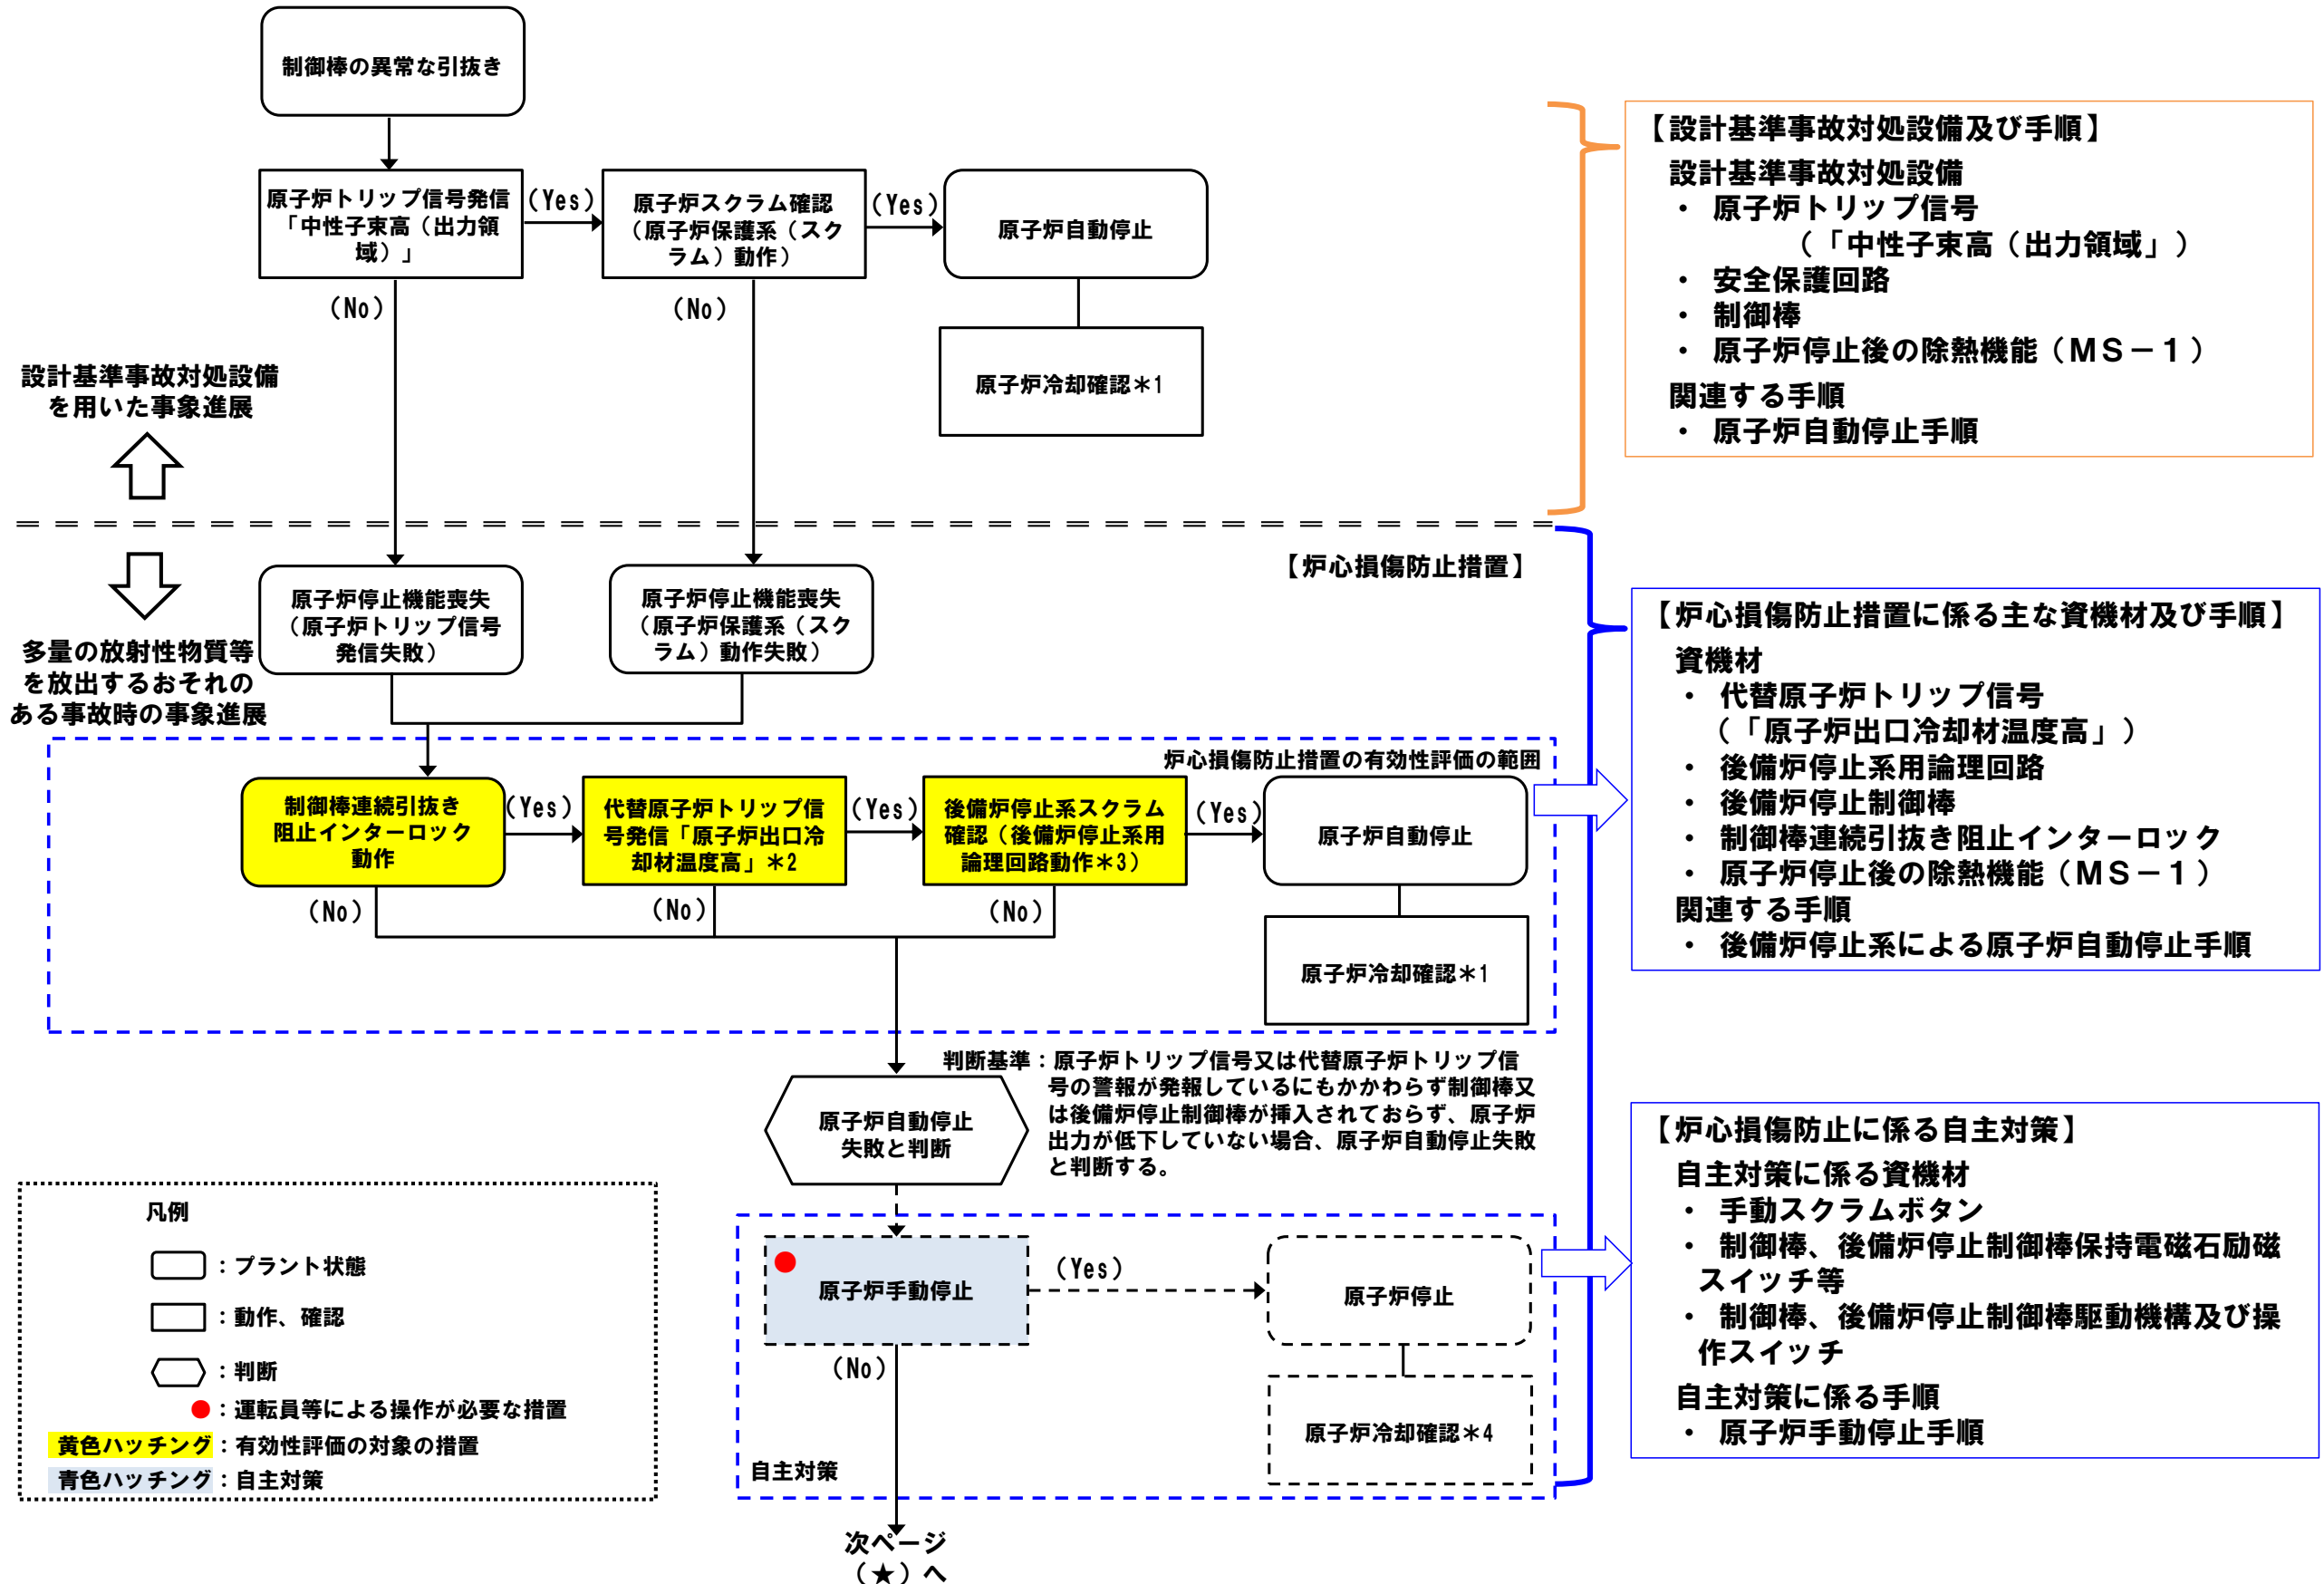 制御棒の異常な引抜き
原子炉トリップ信号発信
「中性子束高（出力領
域）」
（Yes）
原子炉スクラム確認
（原子炉保護系（スク
ラム）動作）
（Yes）
原子炉自動停止
（No）
（No）
原子炉冷却確認＊1
設計基準事故対処設備
を用いた事象進展
【設計基準事故対処設備及び手順】
設計基準事故対処設備
・ 原子炉トリップ信号
（「中性子束高（出力領域」）
・ 安全保護回路
・ 制御棒
・ 原子炉停止後の除熱機能（ＭＳ－１）
関連する手順
・ 原子炉自動停止手順
【炉心損傷防止措置】
多量の放射性物質等
を放出するおそれの
ある事故時の事象進展
原子炉停止機能喪失
（原子炉トリップ信号
発信失敗）
原子炉停止機能喪失
（原子炉保護系（スク
ラム）動作失敗）
炉心損傷防止措置の有効性評価の範囲
制御棒連続引抜き
阻止インターロック
動作
（Yes）
代替原子炉トリップ信
号発信「原子炉出口冷
却材温度高」＊2
（Yes）
後備炉停止系スクラム
確認（後備炉停止系用
論理回路動作＊3）
（Yes）
原子炉自動停止
（No）
（No）
（No）
原子炉冷却確認＊1
【炉心損傷防止措置に係る主な資機材及び手順】
資機材
・ 代替原子炉トリップ信号
（「原子炉出口冷却材温度高」）
・ 後備炉停止系用論理回路
・ 後備炉停止制御棒
・ 制御棒連続引抜き阻止インターロック
・ 原子炉停止後の除熱機能（ＭＳ－１）
関連する手順
・ 後備炉停止系による原子炉自動停止手順
原子炉自動停止
失敗と判断
判断基準：原子炉トリップ信号又は代替原子炉トリップ信
号の警報が発報しているにもかかわらず制御棒又
は後備炉停止制御棒が挿入されておらず、原子炉
出力が低下していない場合、原子炉自動停止失敗
と判断する。
原子炉手動停止
（Yes）
原子炉停止
（No）
原子炉冷却確認＊4
自主対策
次ページ
（★）へ
【炉心損傷防止に係る自主対策】
自主対策に係る資機材
・ 手動スクラムボタン
・ 制御棒、後備炉停止制御棒保持電磁石励磁
スイッチ等
・ 制御棒、後備炉停止制御棒駆動機構及び操
作スイッチ
自主対策に係る手順
・ 原子炉手動停止手順
凡例
：プラント状態
：動作、確認
：判断
：運転員等による操作が必要な措置
黄色ハッチング：有効性評価の対象の措置
青色ハッチング：自主対策